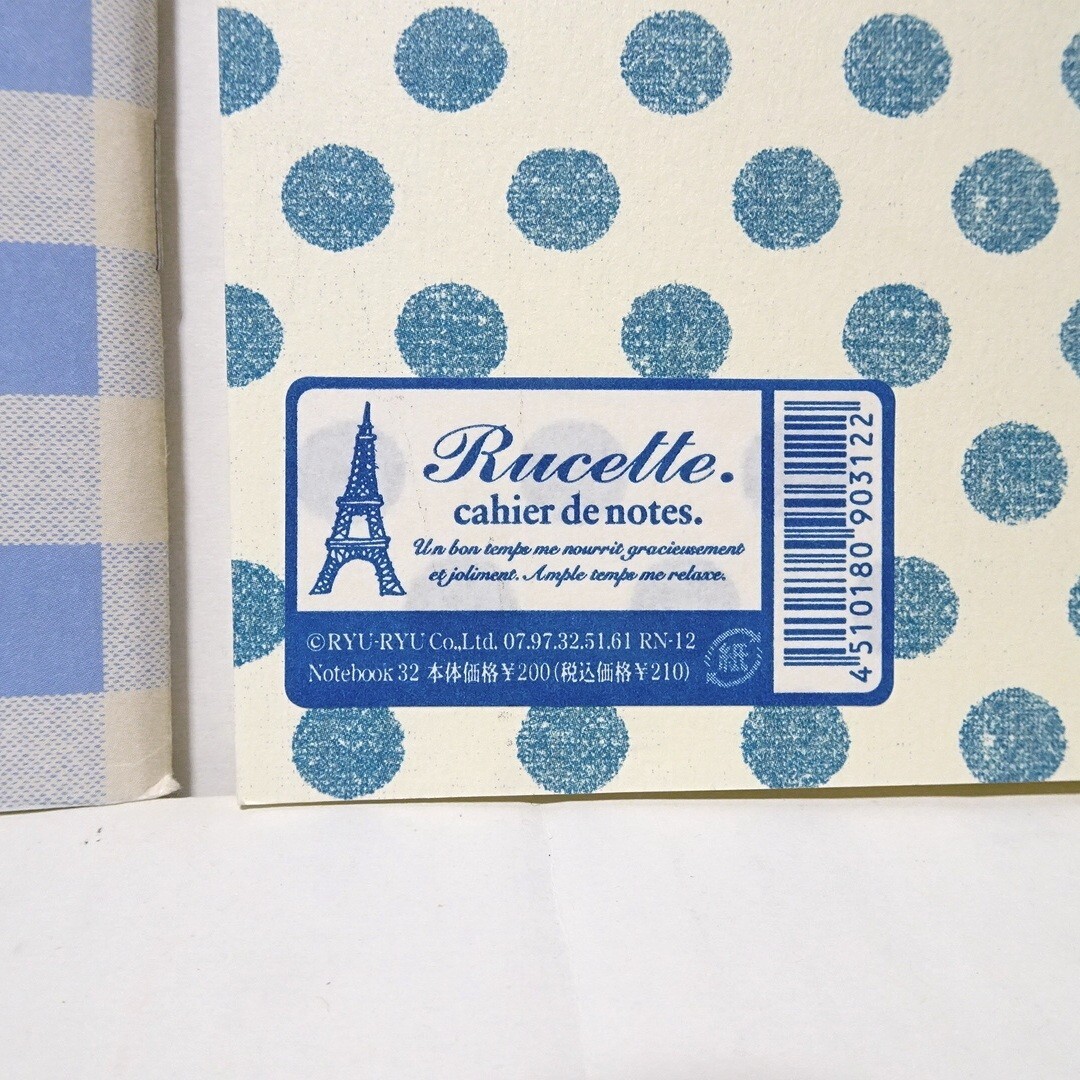 Rucette.
cahier de notes.
Un bon temps me nourrit gracieusement
et joliment. Ample temps me relaxe.
©RYU-RYU Co.,Ltd. 07.97.32.51.61 RN-12
Notebook 32 本体価格¥200(税込価格¥210)
紙
4510180903122